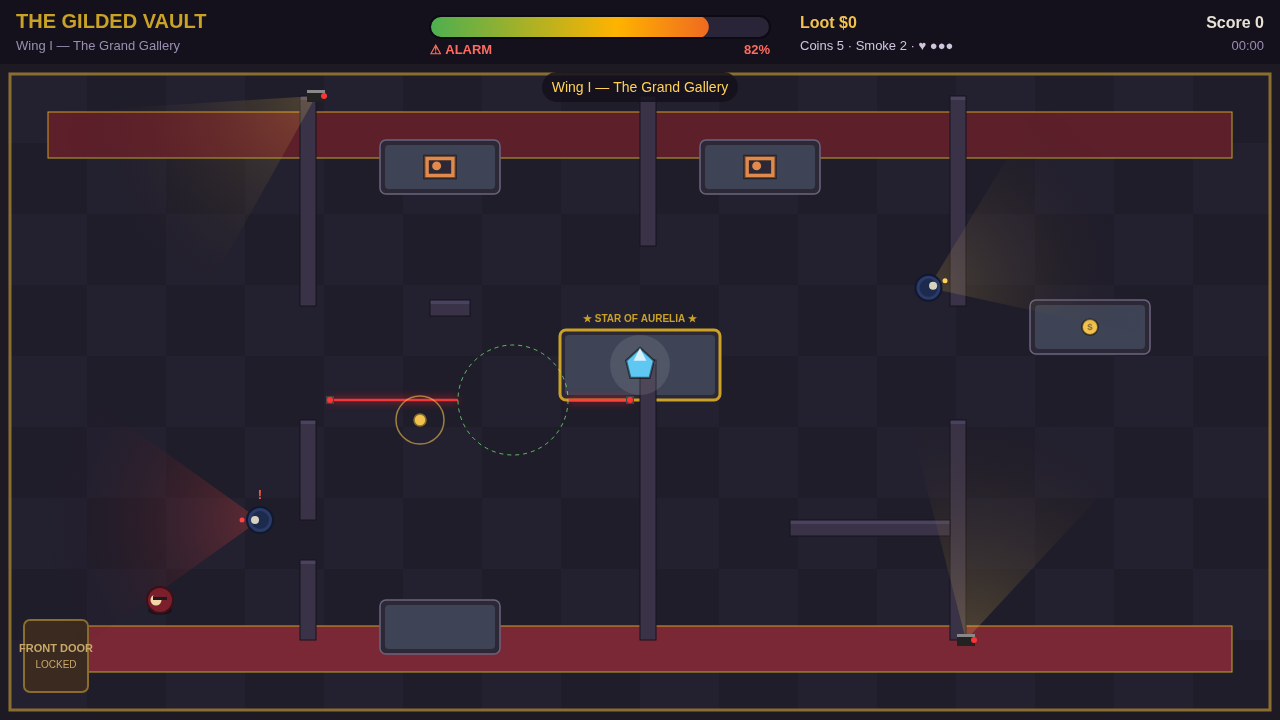 THE GILDED VAULT
Wing I — The Grand Gallery
⚠ ALARM
82%
Loot $0
Coins 5 · Smoke 2 · ♥ ●●●
Score 0
00:00
Wing I — The Grand Gallery
★ STAR OF AURELIA ★
$
!
FRONT DOOR
LOCKED